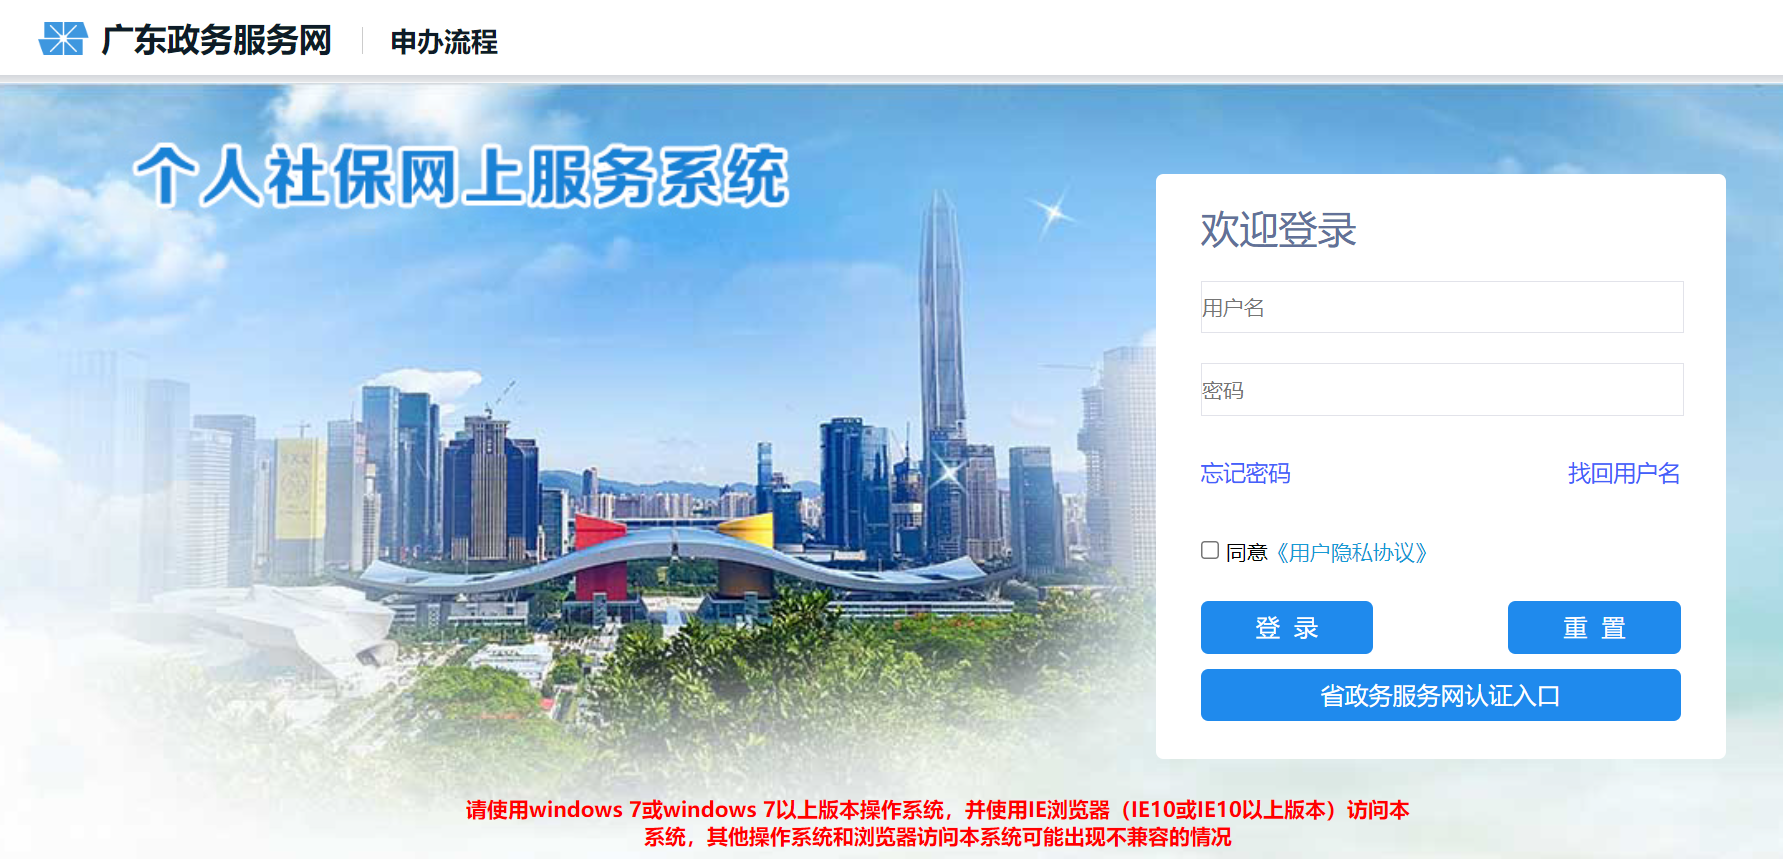 广东政务服务网
申办流程
个人社保网上服务系统
欢迎登录
用户名
密码
忘记密码
找回用户名
同意《用户隐私协议》
登 录
重 置
省政务服务网认证入口
请使用windows 7或windows 7以上版本操作系统，并使用IE浏览器（IE10或IE10以上版本）访问本
系统，其他操作系统和浏览器访问本系统可能出现不兼容的情况